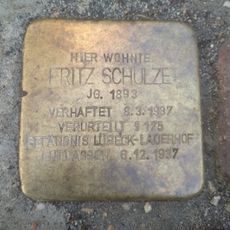 HIER WOHNTE
FRITZ SCHULZE
JG. 1893
VERHAFTET 8.3.1937
VERURTEILT § 175
GEFÄNGNIS LÜBECK-LAUERHOF
ENTLASSEN 6.12.1937